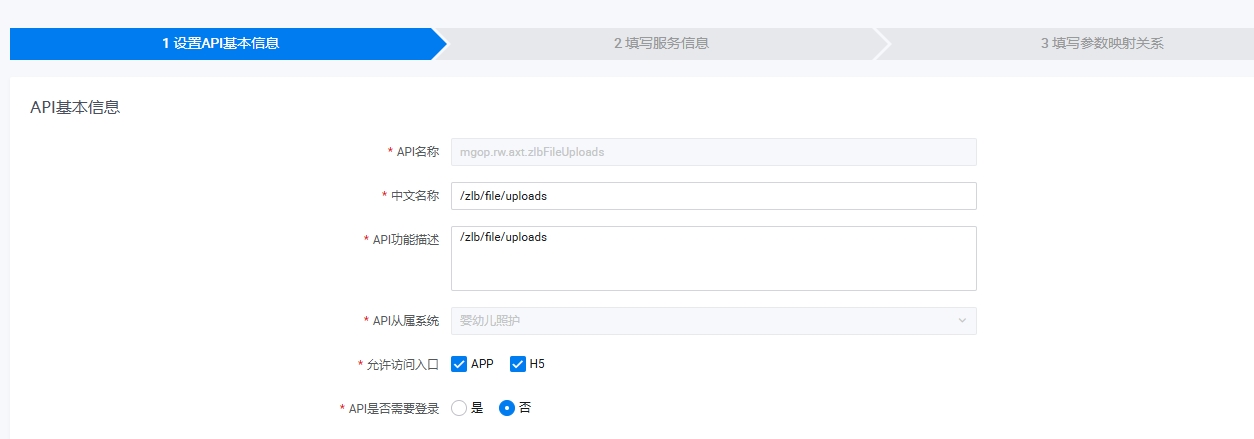 1 设置API基本信息
2 填写服务信息
3 填写参数映射关系
API基本信息
* API名称 mgop.rw.axt.zlbFileUploads
* 中文名称 /zlb/file/uploads
* API功能描述 /zlb/file/uploads
* API从属系统 婴幼儿照护
* 允许访问入口 APP H5
* API是否需要登录 是 否